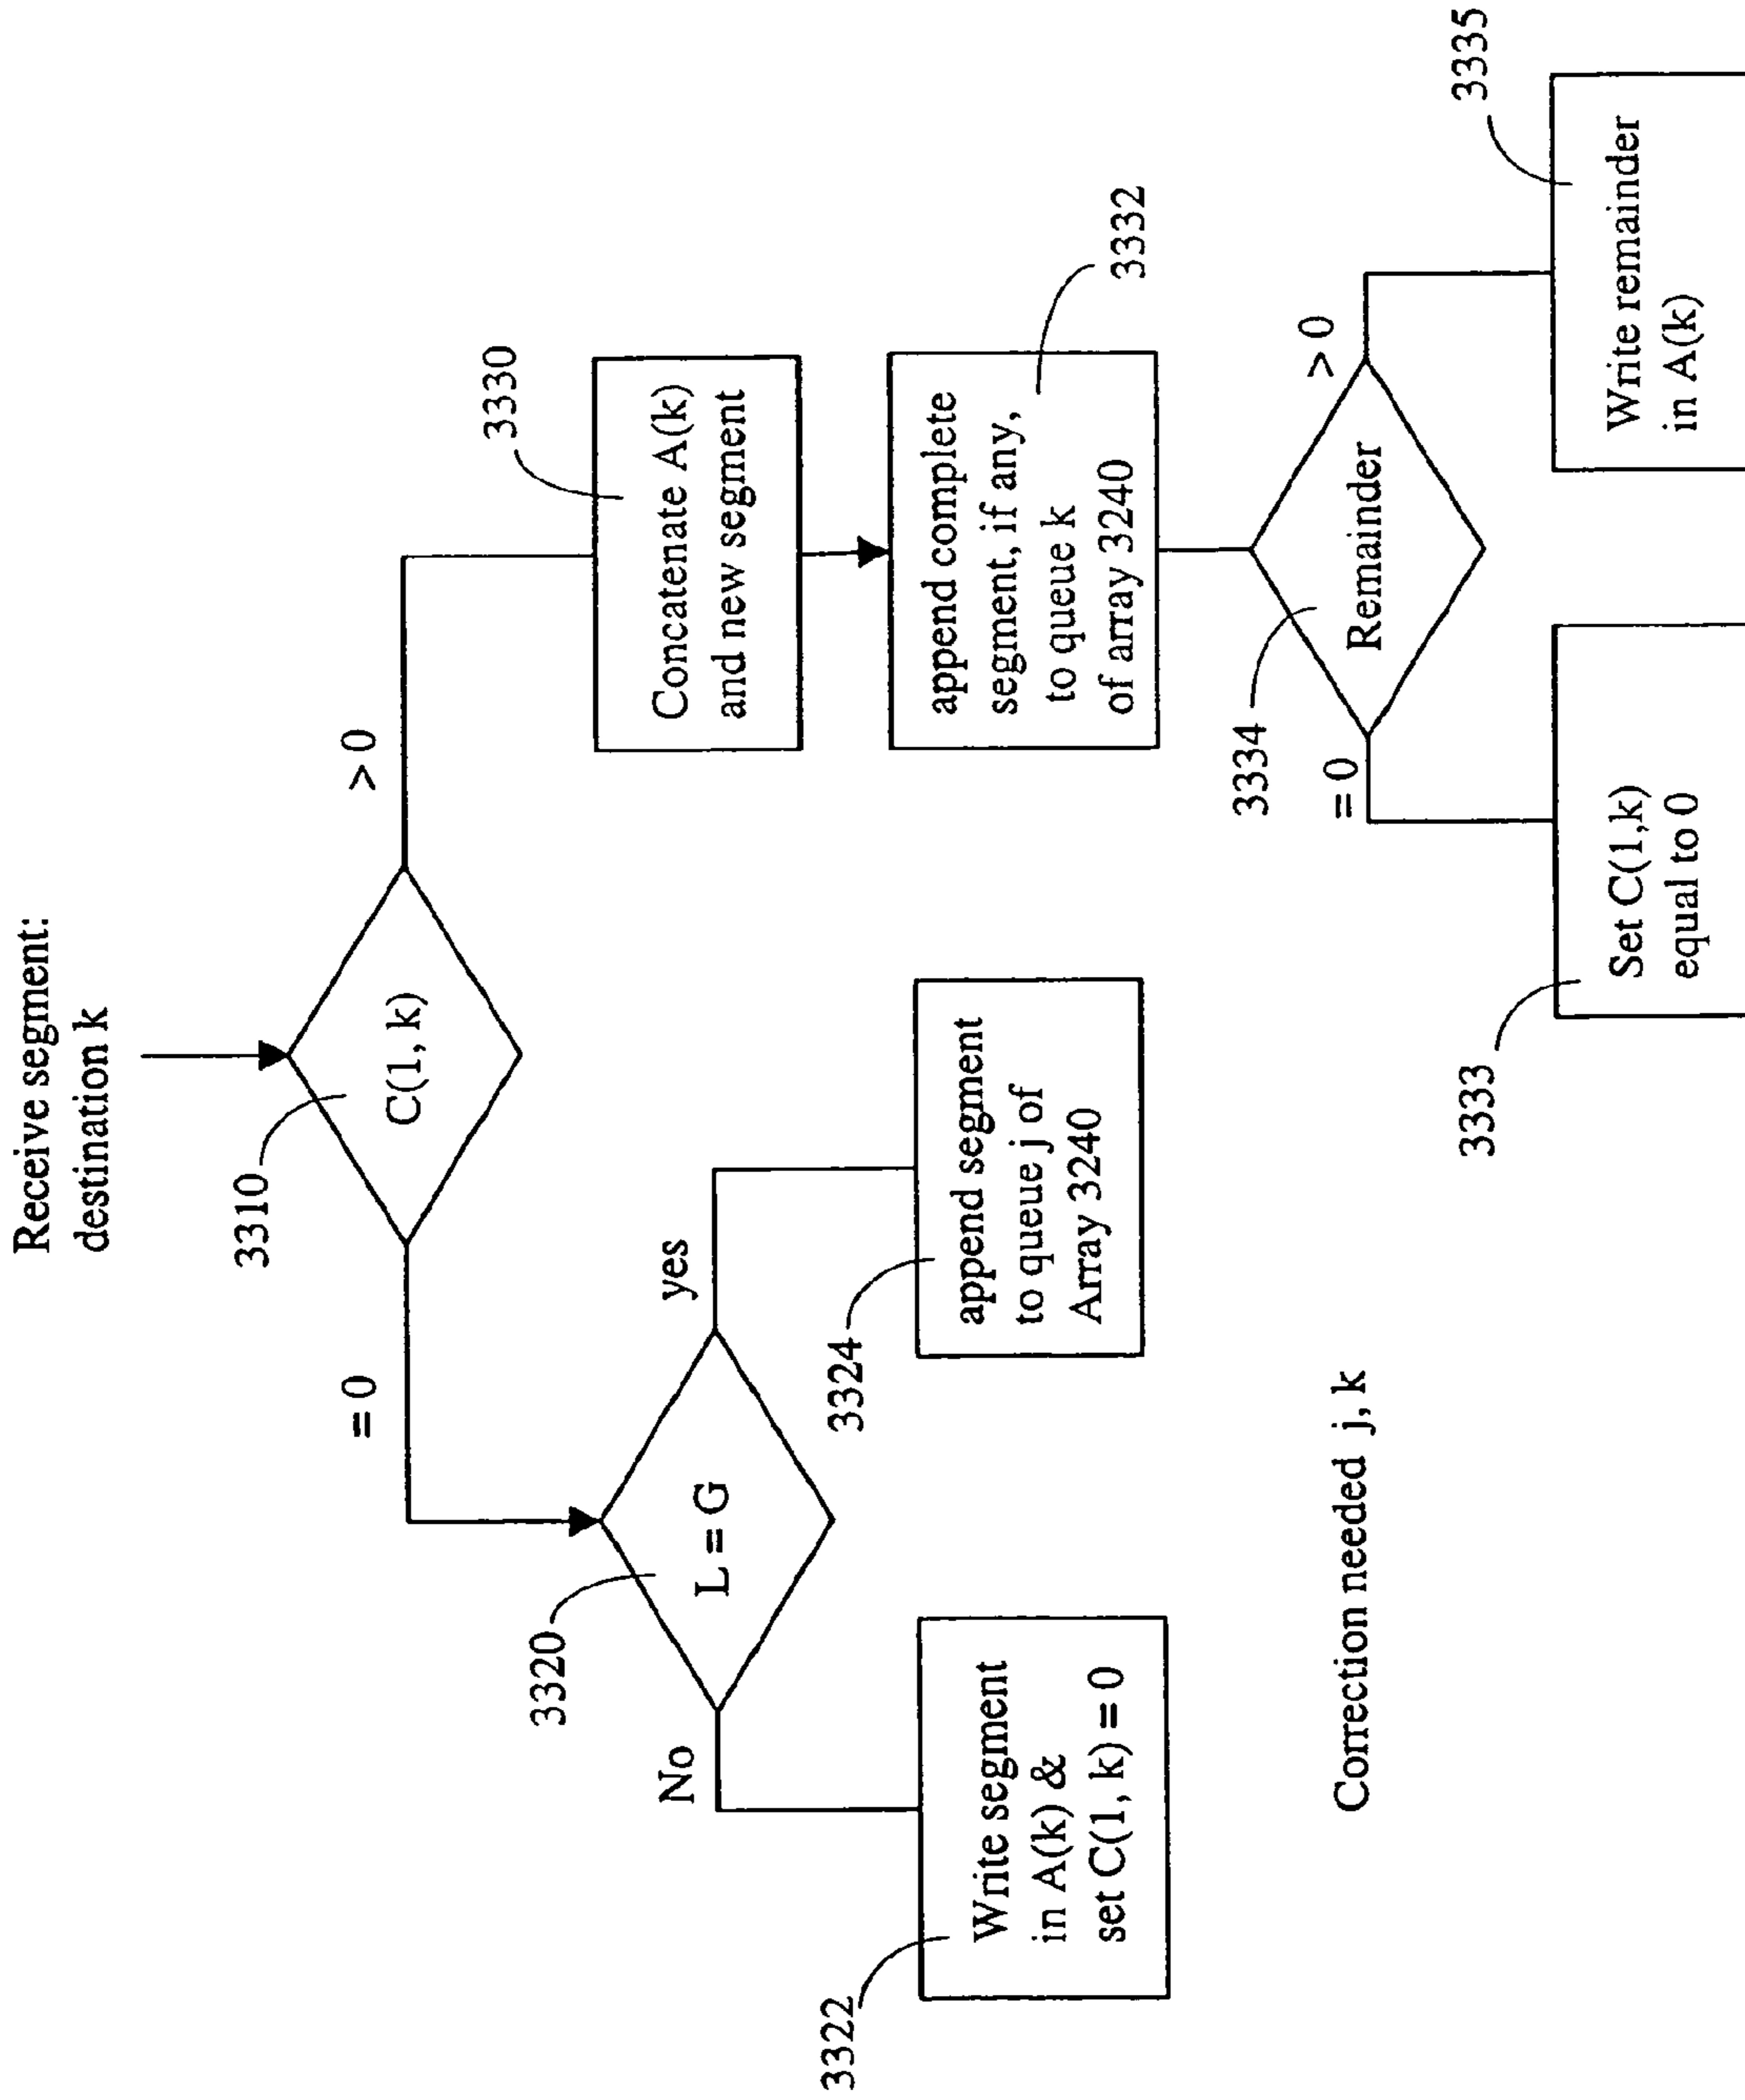 Receive segment:
destination k
3310
C(1, k)
= 0
> 0
3320
L = G
No
yes
3322
Write segment
in A(k) &
set C(1, k) = 0
3324
append segment
to queue j of
Array 3240
3330
Concatenate A(k)
and new segment
append complete
segment, if any,
to queue k
of array 3240
3332
3334
Remainder
= 0
> 0
3333
Set C(1,k)
equal to 0
3335
Write remainder
in A(k)
Correction needed j, k